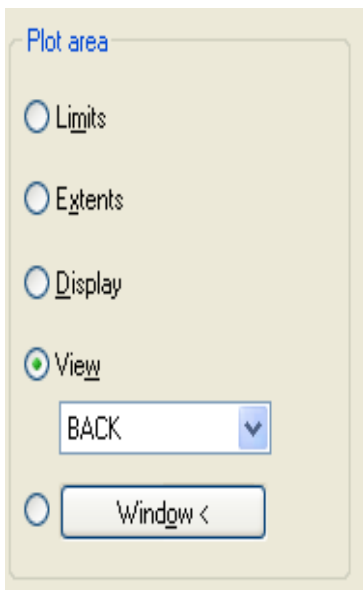 Plot area
Limits
Extents
Display
View
BACK
Window <